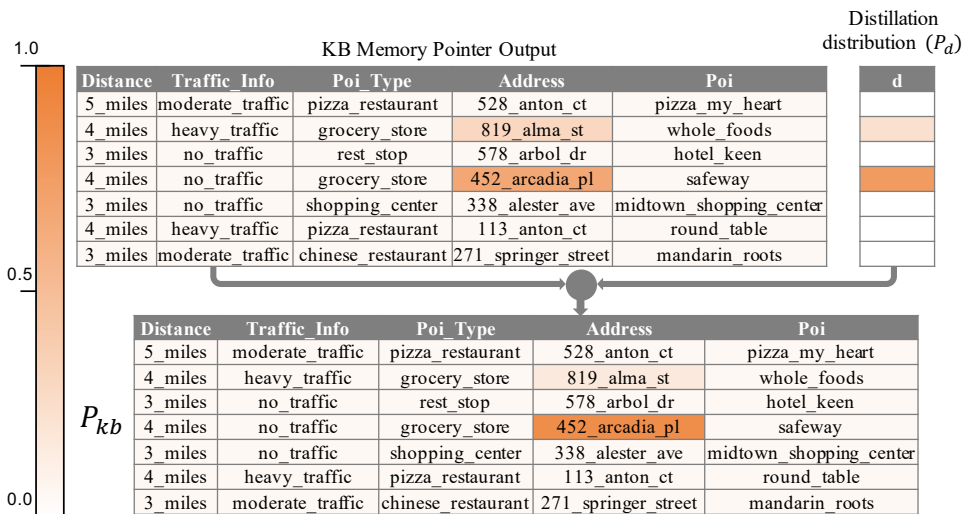 Distillation
distribution (P_d)
1.0
KB Memory Pointer Output
Distance Traffic_Info Poi_Type Address Poi d
5_miles moderate_traffic pizza_restaurant 528_anton_ct pizza_my_heart
4_miles heavy_traffic grocery_store 819_alma_st whole_foods
3_miles no_traffic rest_stop 578_arbol_dr hotel_keen
4_miles no_traffic grocery_store 452_arcadia_pl safeway
3_miles no_traffic shopping_center 338_alester_ave midtown_shopping_center
4_miles heavy_traffic pizza_restaurant 113_anton_ct round_table
3_miles moderate_traffic chinese_restaurant 271_springer_street mandarin_roots
0.5
Distance Traffic_Info Poi_Type Address Poi
5_miles moderate_traffic pizza_restaurant 528_anton_ct pizza_my_heart
4_miles heavy_traffic grocery_store 819_alma_st whole_foods
3_miles no_traffic rest_stop 578_arbol_dr hotel_keen
P_kb
4_miles no_traffic grocery_store 452_arcadia_pl safeway
3_miles no_traffic shopping_center 338_alester_ave midtown_shopping_center
4_miles heavy_traffic pizza_restaurant 113_anton_ct round_table
0.0
3_miles moderate_traffic chinese_restaurant 271_springer_street mandarin_roots